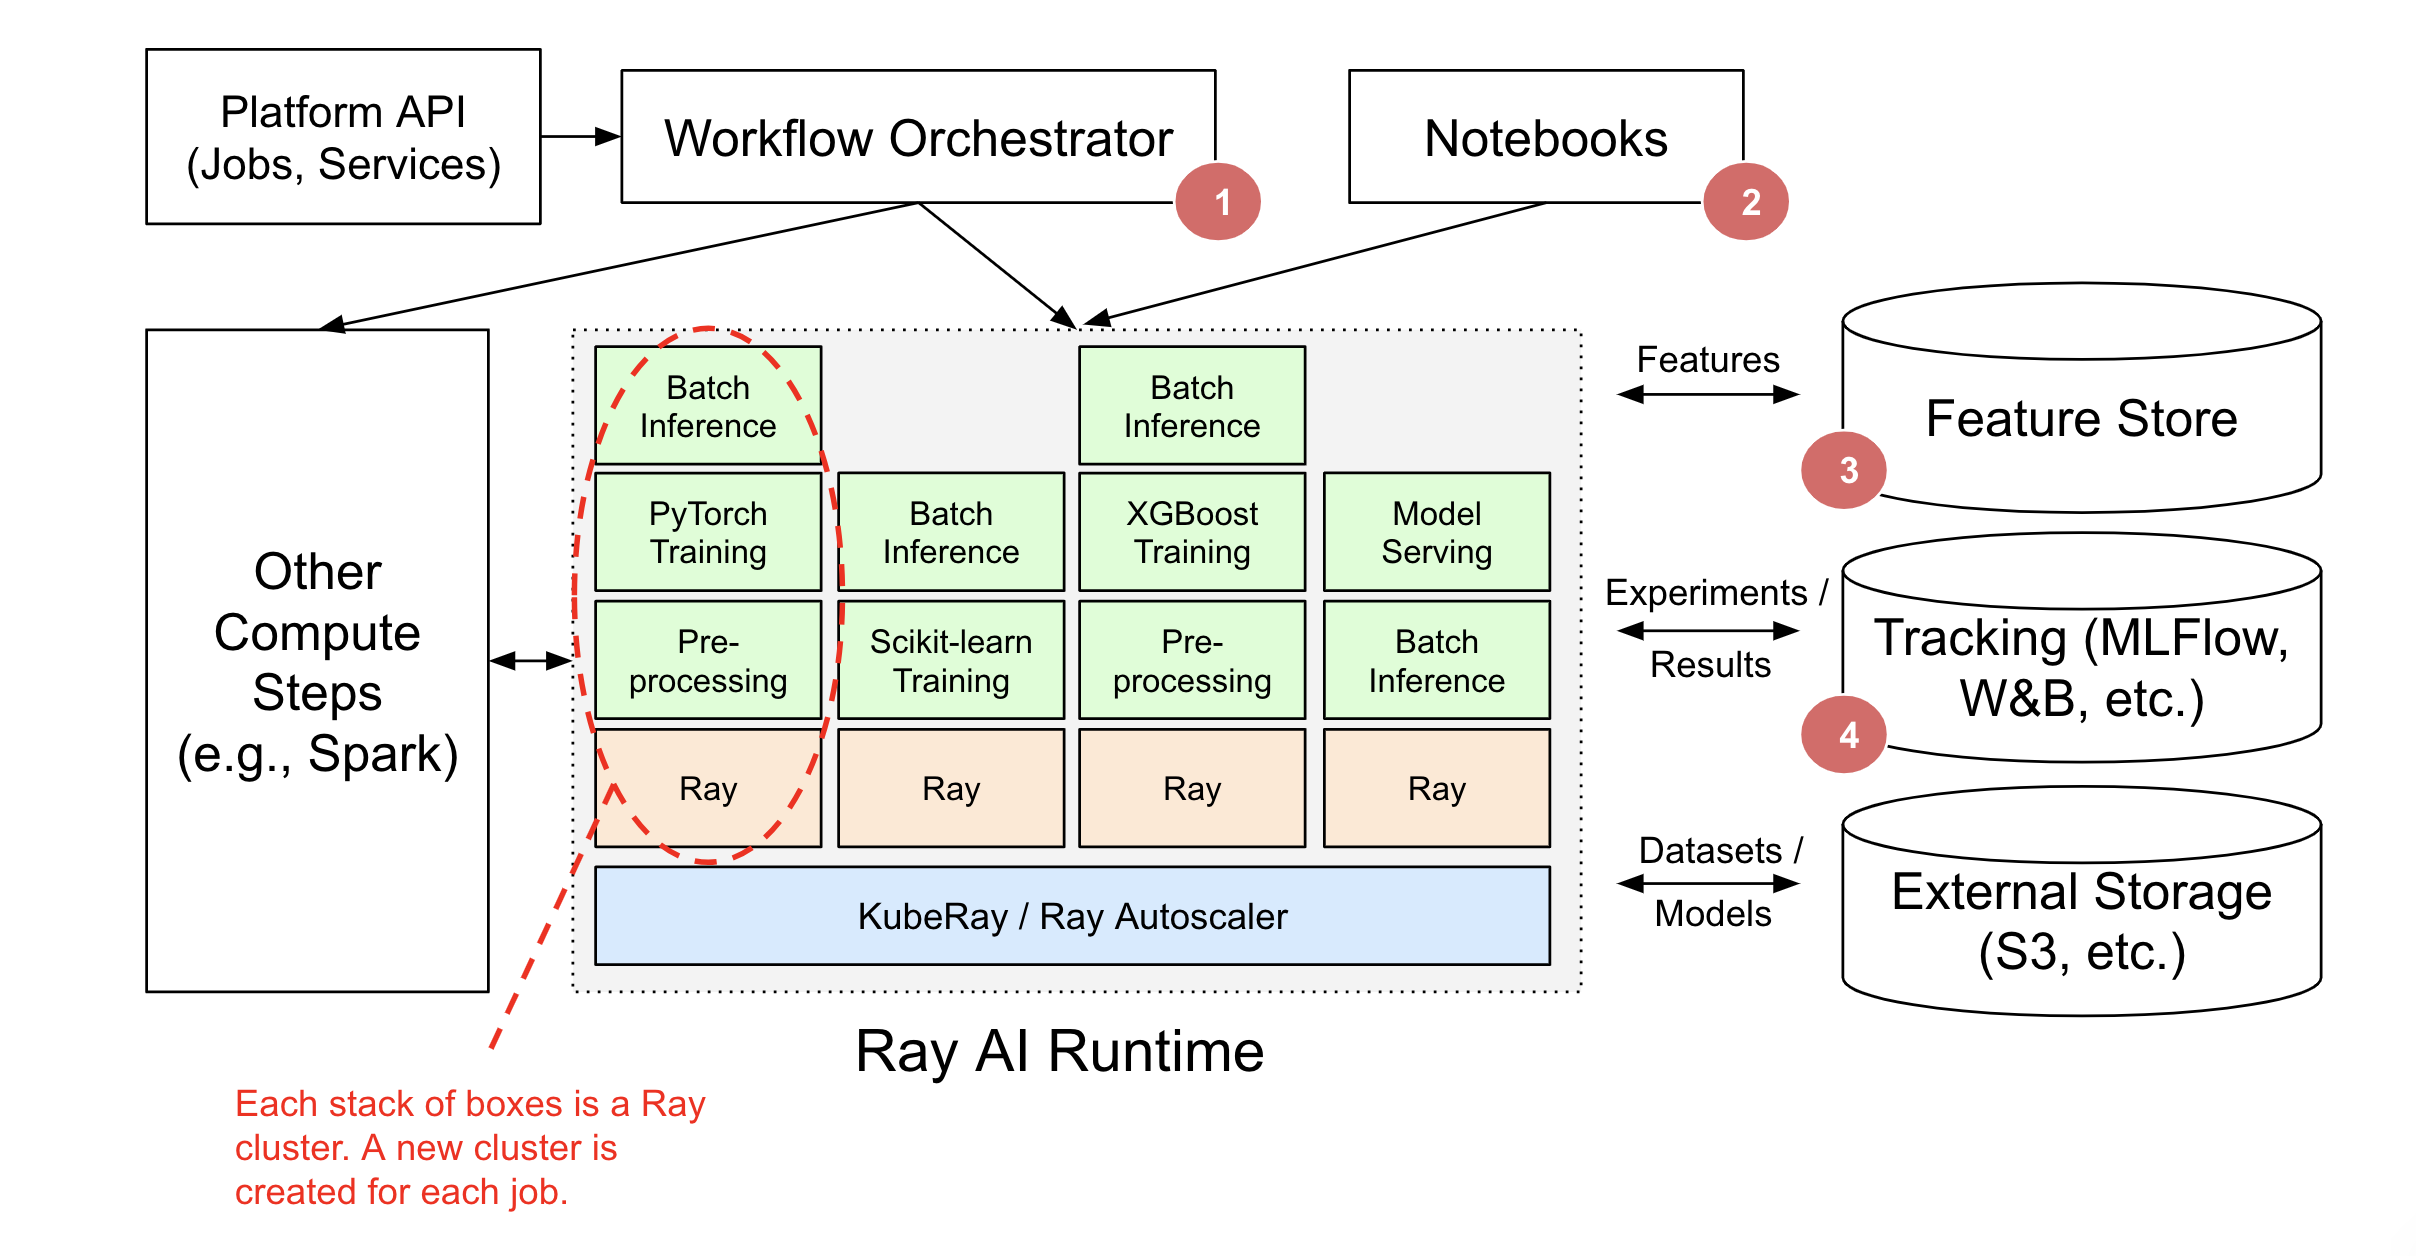 Platform API
(Jobs, Services)
Workflow Orchestrator
1
Notebooks
2
Other
Compute
Steps
(e.g., Spark)
Batch
Inference
PyTorch
Training
Pre-
processing
Ray
Batch
Inference
Scikit-learn
Training
Ray
Batch
Inference
XGBoost
Training
Pre-
processing
Ray
Model
Serving
Batch
Inference
Ray
KubeRay / Ray Autoscaler
Ray AI Runtime
Features
Feature Store
3
Experiments /
Results
Tracking (MLFlow,
W&B, etc.)
4
Datasets /
Models
External Storage
(S3, etc.)
Each stack of boxes is a Ray
cluster. A new cluster is
created for each job.